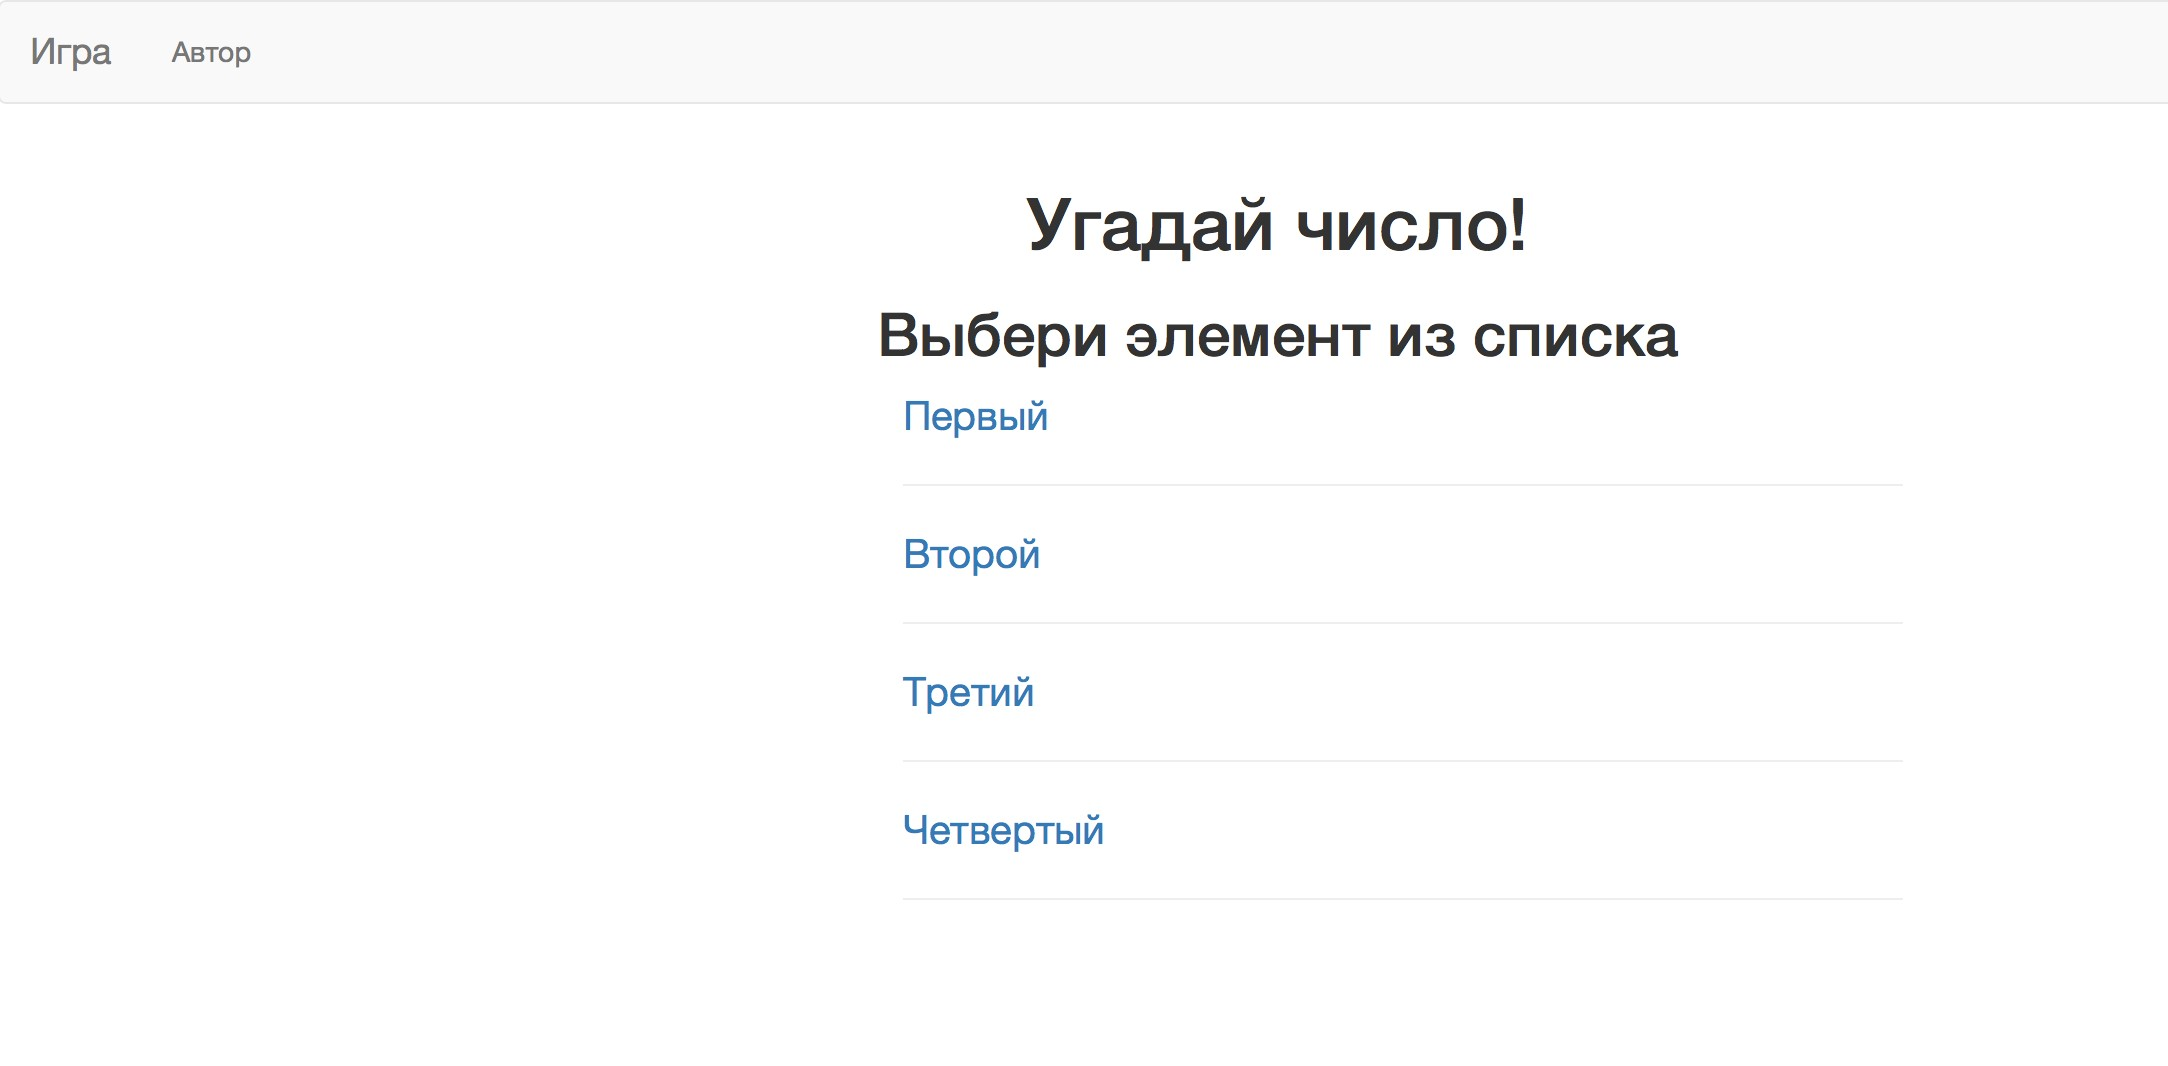 Игра Автор
Угадай число!
Выбери элемент из списка
Первый
Второй
Третий
Четвертый